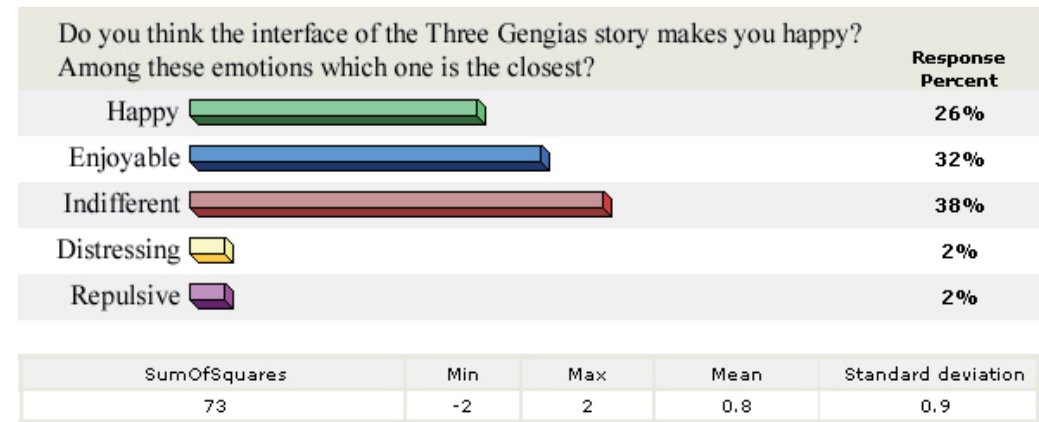 Do you think the interface of the Three Gengias story makes you happy?
Among these emotions which one is the closest?
Response
Percent
Happy 26%
Enjoyable 32%
Indifferent 38%
Distressing 2%
Repulsive 2%
SumOfSquares Min Max Mean Standard deviation
73 -2 2 0.8 0.9